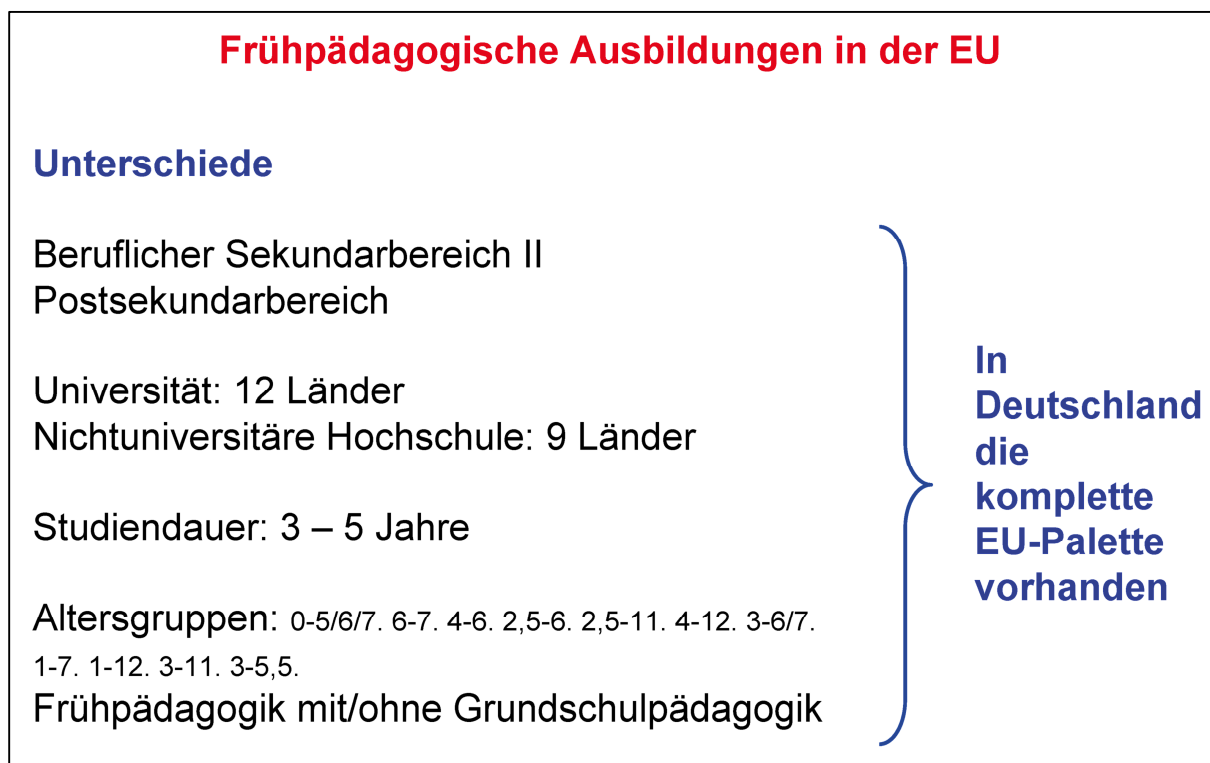 Frühpädagogische Ausbildungen in der EU
Unterschiede
Beruflicher Sekundarbereich II
Postsekundarbereich
Universität: 12 Länder
Nichtuniversitäre Hochschule: 9 Länder
Studiendauer: 3 – 5 Jahre
Altersgruppen: 0-5/6/7. 6-7. 4-6. 2,5-6. 2,5-11. 4-12. 3-6/7.
1-7. 1-12. 3-11. 3-5,5.
Frühpädagogik mit/ohne Grundschulpädagogik
In
Deutschland
die
komplette
EU-Palette
vorhanden